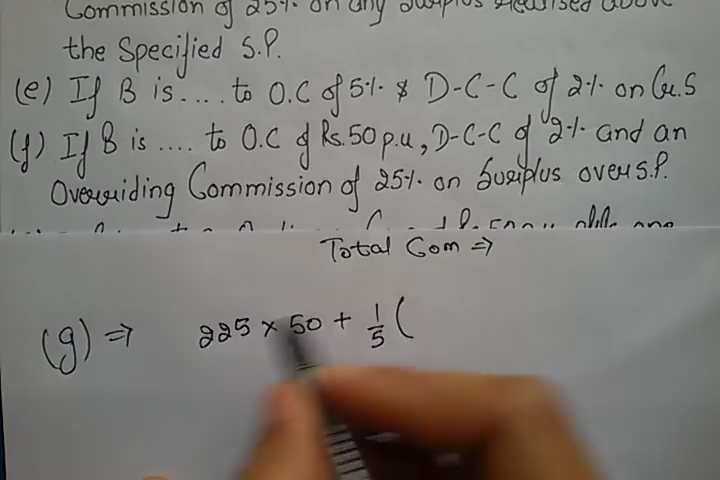 Commission of 25% on any Surplus realised above
the Specified S.P.
(e) If B is.... to O.C of 5% & D-C-C of 2% on Cr.S
(f) If B is .... to O.C of Rs.50 p.u, D-C-C of 2% and an
Overriding Commission of 25% on Surplus over S.P.
Total Com ⇒
(g) ⇒ 225 × 50 + 1/5 (